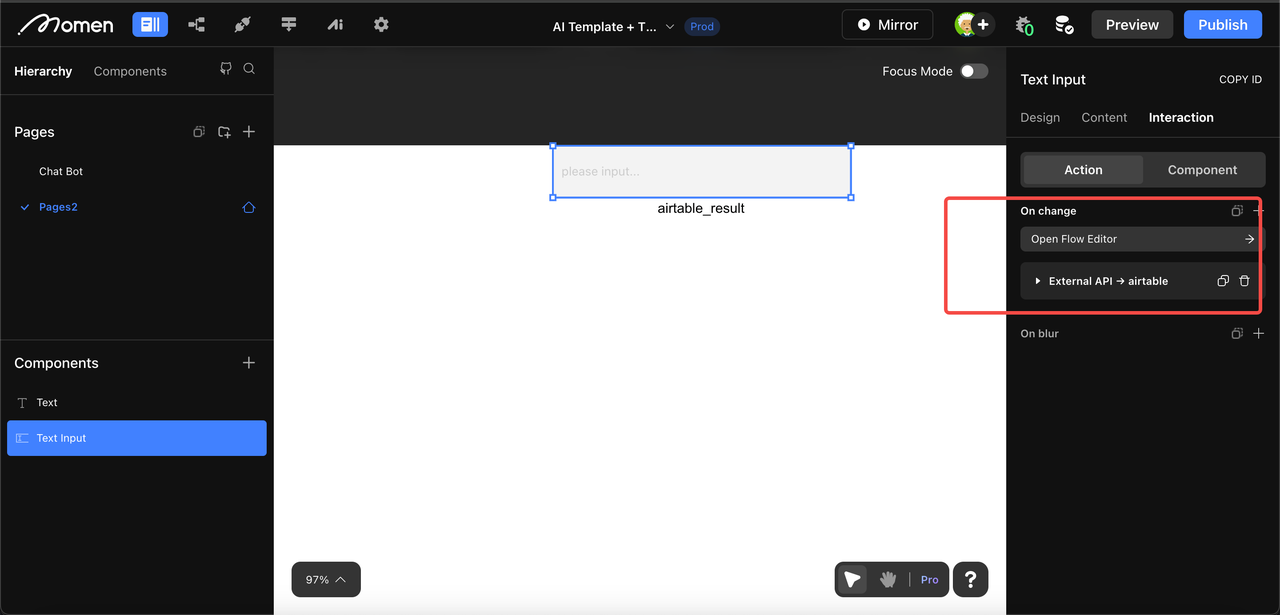 Momen
Ai
AI Template + T...
Prod
Mirror
0
Preview
Publish
Hierarchy
Components
Focus Mode
Text Input
COPY ID
Design
Content
Interaction
Pages
Chat Bot
Pages2
please input...
airtable_result
Action
Component
On change
Open Flow Editor
External API → airtable
On blur
Components
Text
Text Input
97%
Pro
?